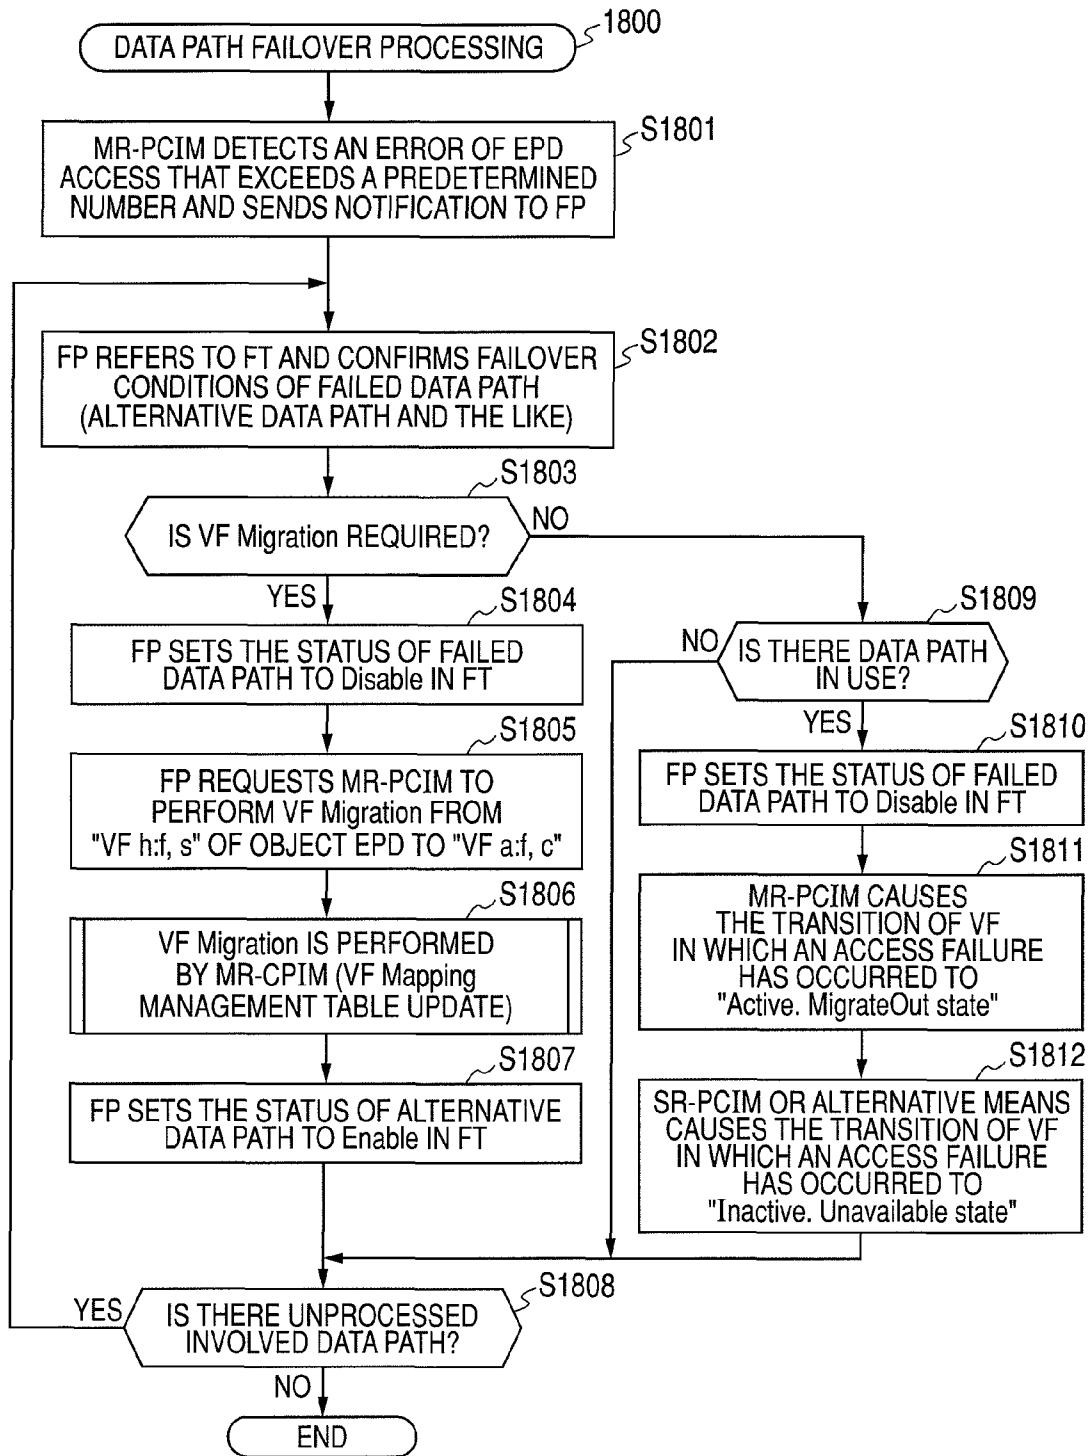 1800
DATA PATH FAILOVER PROCESSING
S1801
MR-PCIM DETECTS AN ERROR OF EPD
ACCESS THAT EXCEEDS A PREDETERMINED
NUMBER AND SENDS NOTIFICATION TO FP
S1802
FP REFERS TO FT AND CONFIRMS FAILOVER
CONDITIONS OF FAILED DATA PATH
(ALTERNATIVE DATA PATH AND THE LIKE)
S1803
IS VF Migration REQUIRED?
NO
YES
S1804
FP SETS THE STATUS OF FAILED
DATA PATH TO Disable IN FT
S1805
FP REQUESTS MR-PCIM TO
PERFORM VF Migration FROM
"VF h:f, s" OF OBJECT EPD TO "VF a:f, c"
S1806
VF Migration IS PERFORMED
BY MR-CPIM (VF Mapping
MANAGEMENT TABLE UPDATE)
S1807
FP SETS THE STATUS OF ALTERNATIVE
DATA PATH TO Enable IN FT
S1809
NO
IS THERE DATA PATH
IN USE?
YES
S1810
FP SETS THE STATUS OF FAILED
DATA PATH TO Disable IN FT
S1811
MR-PCIM CAUSES
THE TRANSITION OF VF
IN WHICH AN ACCESS FAILURE
HAS OCCURRED TO
"Active. MigrateOut state"
S1812
SR-PCIM OR ALTERNATIVE MEANS
CAUSES THE TRANSITION OF VF
IN WHICH AN ACCESS FAILURE
HAS OCCURRED TO
"Inactive. Unavailable state"
S1808
YES
IS THERE UNPROCESSED
INVOLVED DATA PATH?
NO
END